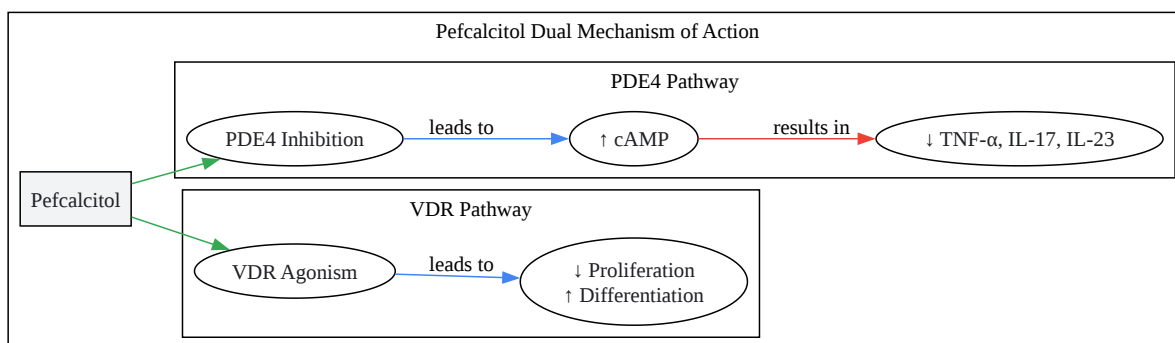 Pefcalcitol Dual Mechanism of Action
PDE4 Pathway
PDE4 Inhibition
leads to
↑ cAMP
results in
↓ TNF-α, IL-17, IL-23
Pefcalcitol
VDR Pathway
VDR Agonism
leads to
↓ Proliferation
↑ Differentiation